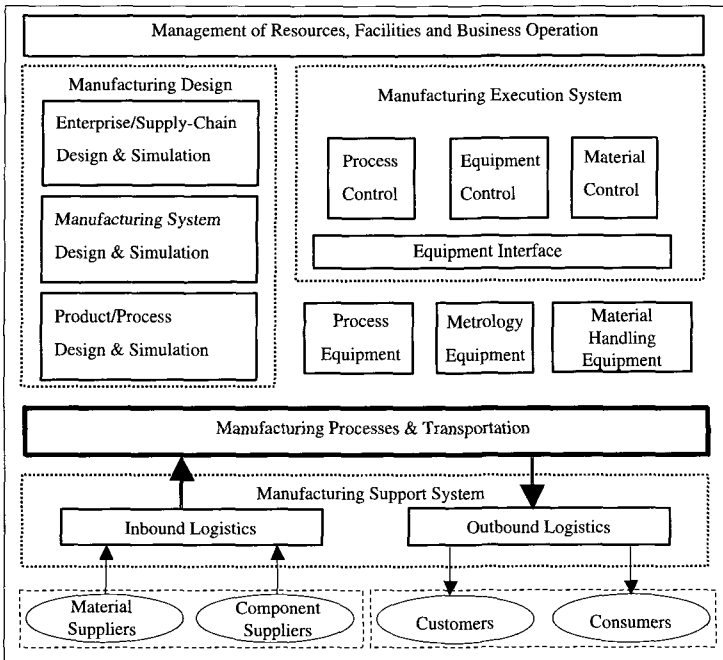 Management of Resources, Facilities and Business Operation
Manufacturing Design
Enterprise/Supply-Chain
Design & Simulation
Manufacturing System
Design & Simulation
Product/Process
Design & Simulation
Manufacturing Execution System
Process
Control
Equipment
Control
Material
Control
Equipment Interface
Process
Equipment
Metrology
Equipment
Material
Handling
Equipment
Manufacturing Processes & Transportation
Manufacturing Support System
Inbound Logistics
Outbound Logistics
Material
Suppliers
Component
Suppliers
Customers
Consumers